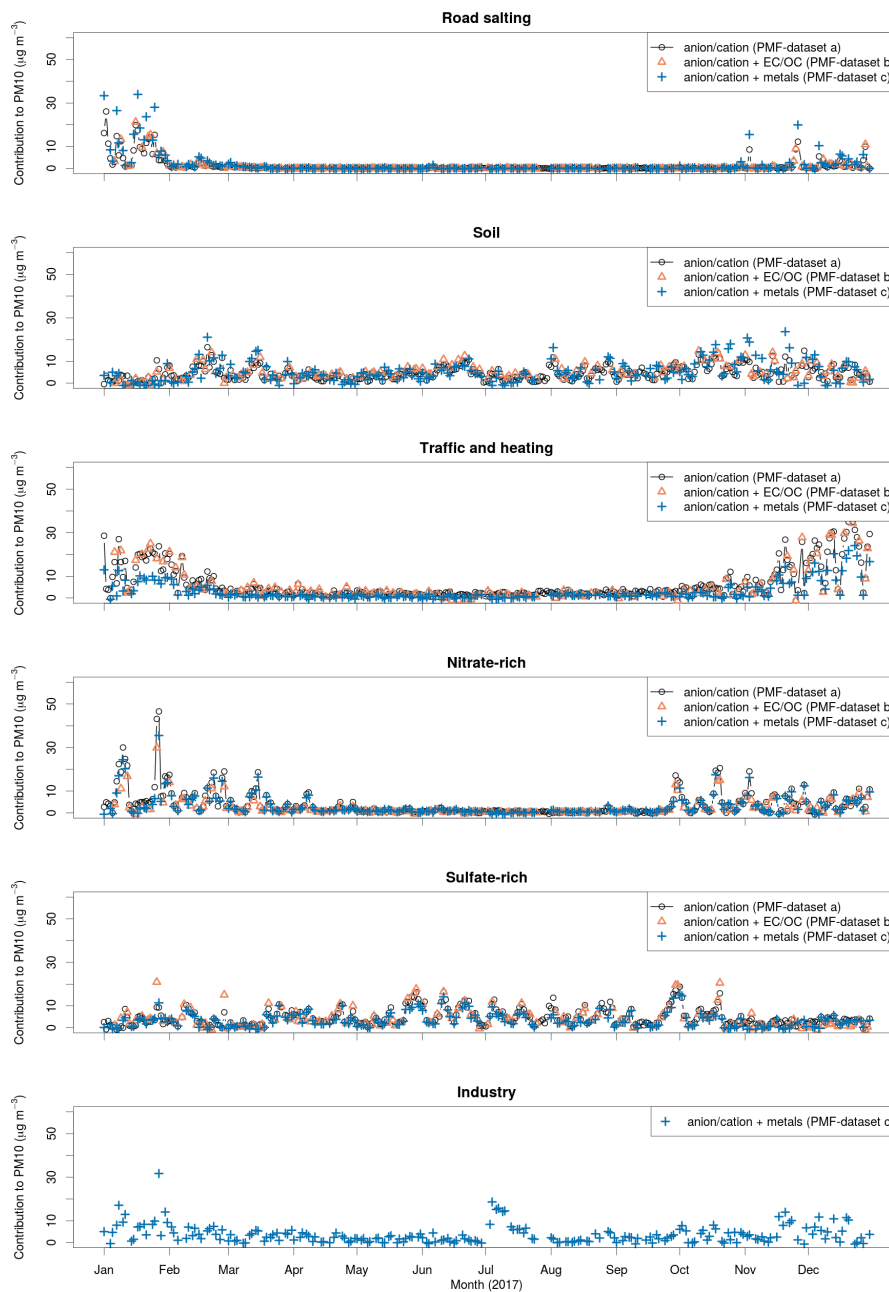 Road salting
Contribution to PM10 (μg m−3)
0
10
30
50
anion/cation (PMF-dataset a)
anion/cation + EC/OC (PMF-dataset b
anion/cation + metals (PMF-dataset c)
Soil
Contribution to PM10 (μg m−3)
0
10
30
50
anion/cation (PMF-dataset a)
anion/cation + EC/OC (PMF-dataset b
anion/cation + metals (PMF-dataset c)
Traffic and heating
Contribution to PM10 (μg m−3)
0
10
30
50
anion/cation (PMF-dataset a)
anion/cation + EC/OC (PMF-dataset b
anion/cation + metals (PMF-dataset c)
Nitrate-rich
Contribution to PM10 (μg m−3)
0
10
30
50
anion/cation (PMF-dataset a)
anion/cation + EC/OC (PMF-dataset b
anion/cation + metals (PMF-dataset c)
Sulfate-rich
Contribution to PM10 (μg m−3)
0
10
30
50
anion/cation (PMF-dataset a)
anion/cation + EC/OC (PMF-dataset b
anion/cation + metals (PMF-dataset c)
Industry
Contribution to PM10 (μg m−3)
0
10
30
50
anion/cation + metals (PMF-dataset c
Jan Feb Mar Apr May Jun Jul Aug Sep Oct Nov Dec
Month (2017)